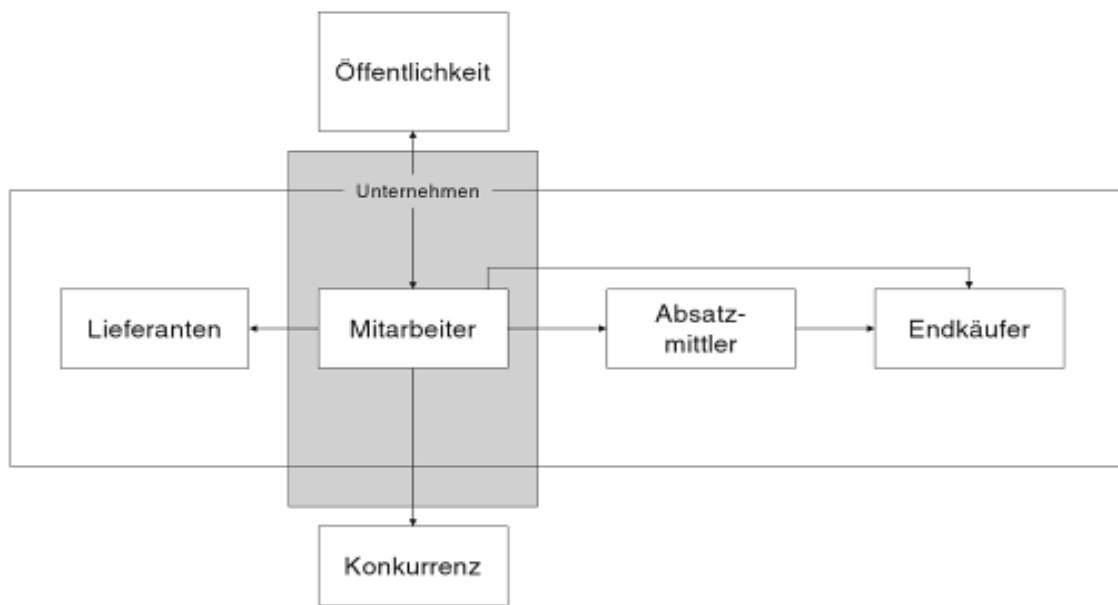 Öffentlichkeit
Unternehmen
Lieferanten
Mitarbeiter
Absatz-
mittler
Endkäufer
Konkurrenz